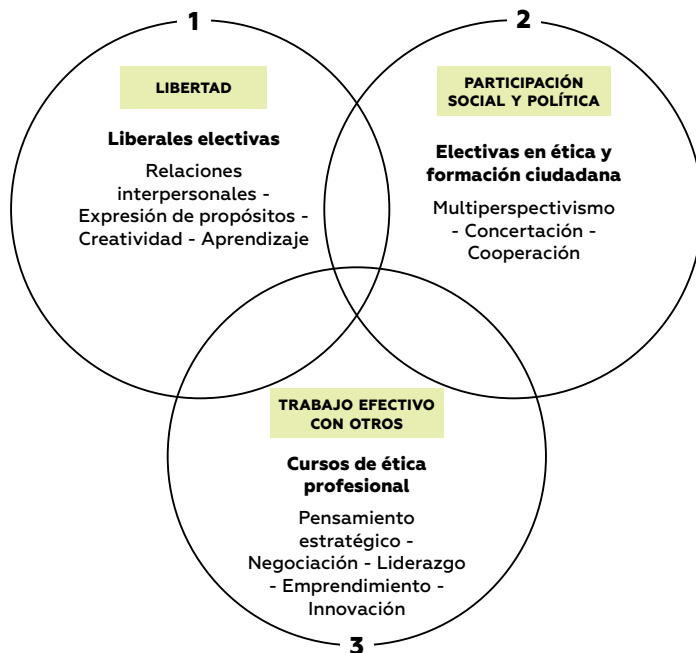 1
LIBERTAD
Liberales electivas
Relaciones
interpersonales -
Expresión de propósitos -
Creatividad - Aprendizaje
2
PARTICIPACIÓN
SOCIAL Y POLÍTICA
Electivas en ética y
formación ciudadana
Multiperspectivismo
- Concertación -
Cooperación
TRABAJO EFECTIVO
CON OTROS
Cursos de ética
profesional
Pensamiento
estratégico -
Negociación - Liderazgo
- Emprendimiento -
Innovación
3